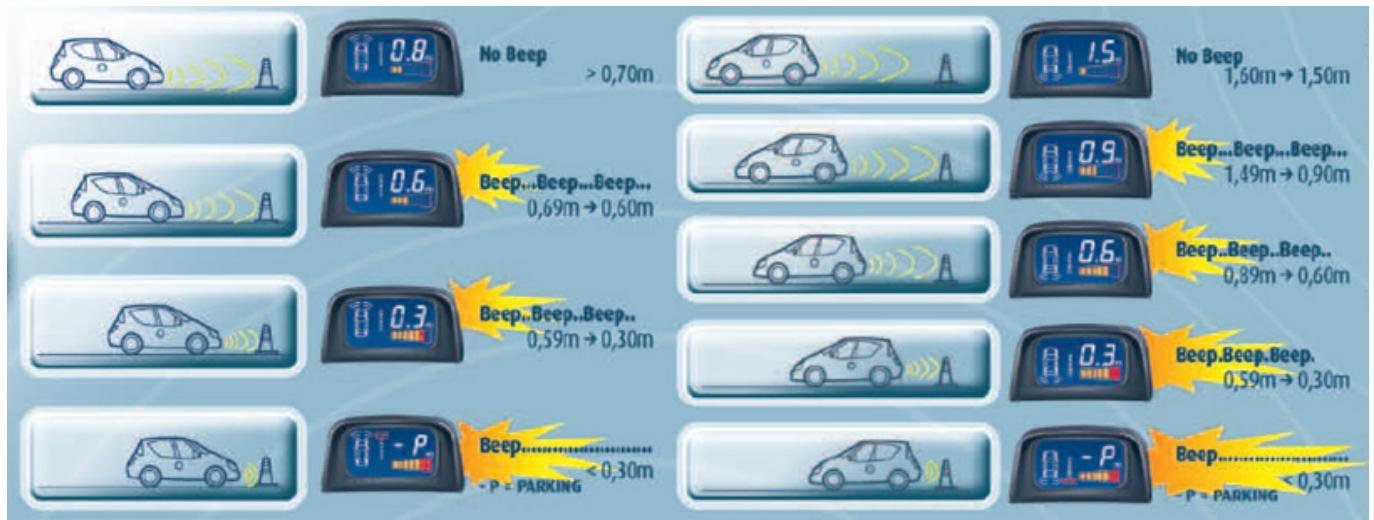 0.8
No Beep
> 0,70m
0.6
Beep...Beep...Beep...
0,69m → 0,60m
0.3
Beep..Beep..Beep..
0,59m → 0,30m
-P
Beep........................
< 0,30m
- P = PARKING
1.5
No Beep
1,60m → 1,50m
0.9
Beep...Beep...Beep...
1,49m → 0,90m
0.6
Beep..Beep..Beep..
0,89m → 0,60m
0.3
Beep.Beep.Beep.
0,59m → 0,30m
-P
Beep........................
< 0,30m
- P = PARKING